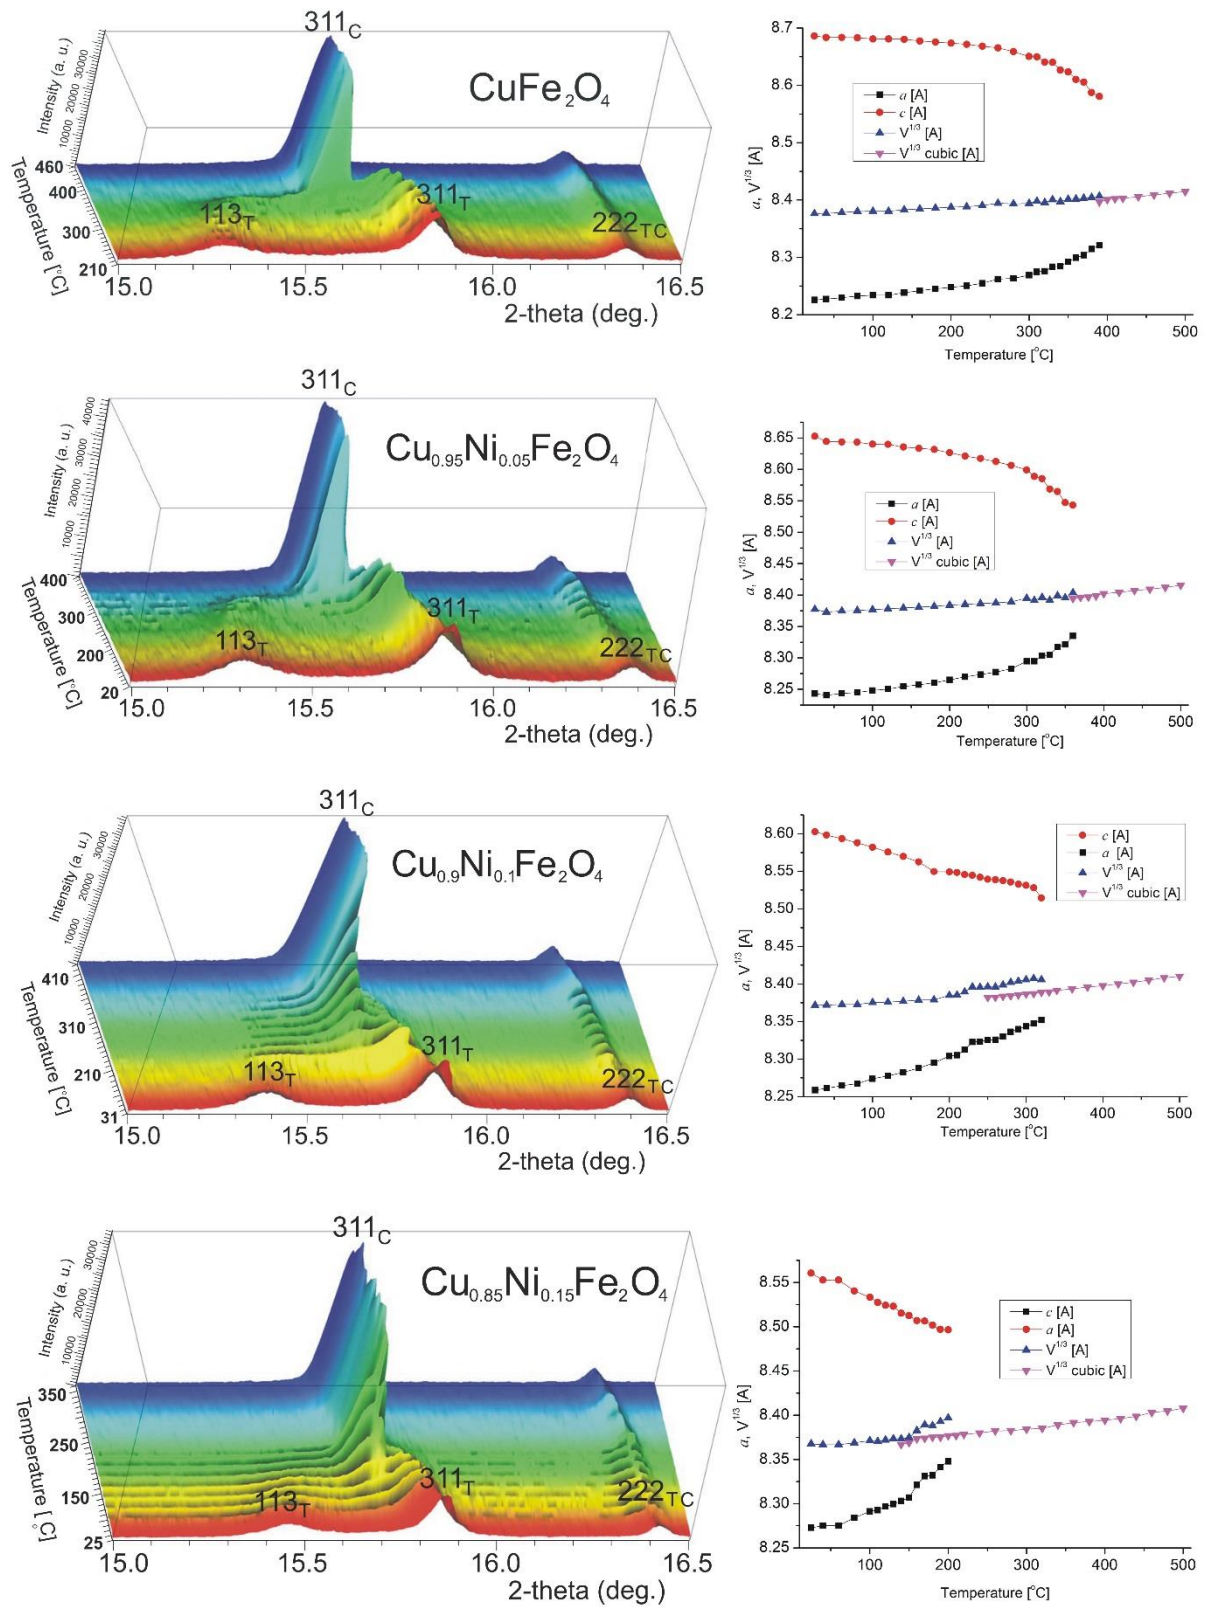 311C
Intensity (a. u.)
30000
20000
10000
CuFe2O4
460
400
300
210
Temperature [°C]
113T
311T
222TC
15.0 15.5 16.0 16.5
2-theta (deg.)
8.7
8.6
8.5
8.4
8.3
8.2
a, V1/3 [A]
a [A]
c [A]
V1/3 [A]
V1/3 cubic [A]
100 200 300 400 500
Temperature [°C]
311C
Intensity (a. u.)
40000
30000
20000
10000
Cu0.95Ni0.05Fe2O4
400
300
200
20
Temperature [°C]
113T
311T
222TC
15.0 15.5 16.0 16.5
2-theta (deg.)
8.65
8.60
8.55
8.50
8.45
8.40
8.35
8.30
8.25
a, V1/3 [A]
a [A]
c [A]
V1/3 [A]
V1/3 cubic [A]
100 200 300 400 500
Temperature [°C]
311C
Intensity (a. u.)
30000
20000
10000
Cu0.9Ni0.1Fe2O4
410
310
210
31
Temperature [°C]
113T
311T
222TC
15.0 15.5 16.0 16.5
2-theta (deg.)
8.60
8.55
8.50
8.45
8.40
8.35
8.30
8.25
a, V1/3 [A]
c [A]
a [A]
V1/3 [A]
V1/3 cubic [A]
100 200 300 400 500
Temperature [°C]
311C
Intensity (a. u.)
30000
20000
10000
Cu0.85Ni0.15Fe2O4
350
250
150
25
Temperature [°C]
113T
311T
222TC
15.0 15.5 16.0 16.5
2-theta (deg.)
8.55
8.50
8.45
8.40
8.35
8.30
8.25
a, V1/3 [A]
c [A]
a [A]
V1/3 [A]
V1/3 cubic [A]
100 200 300 400 500
Temperature [°C]